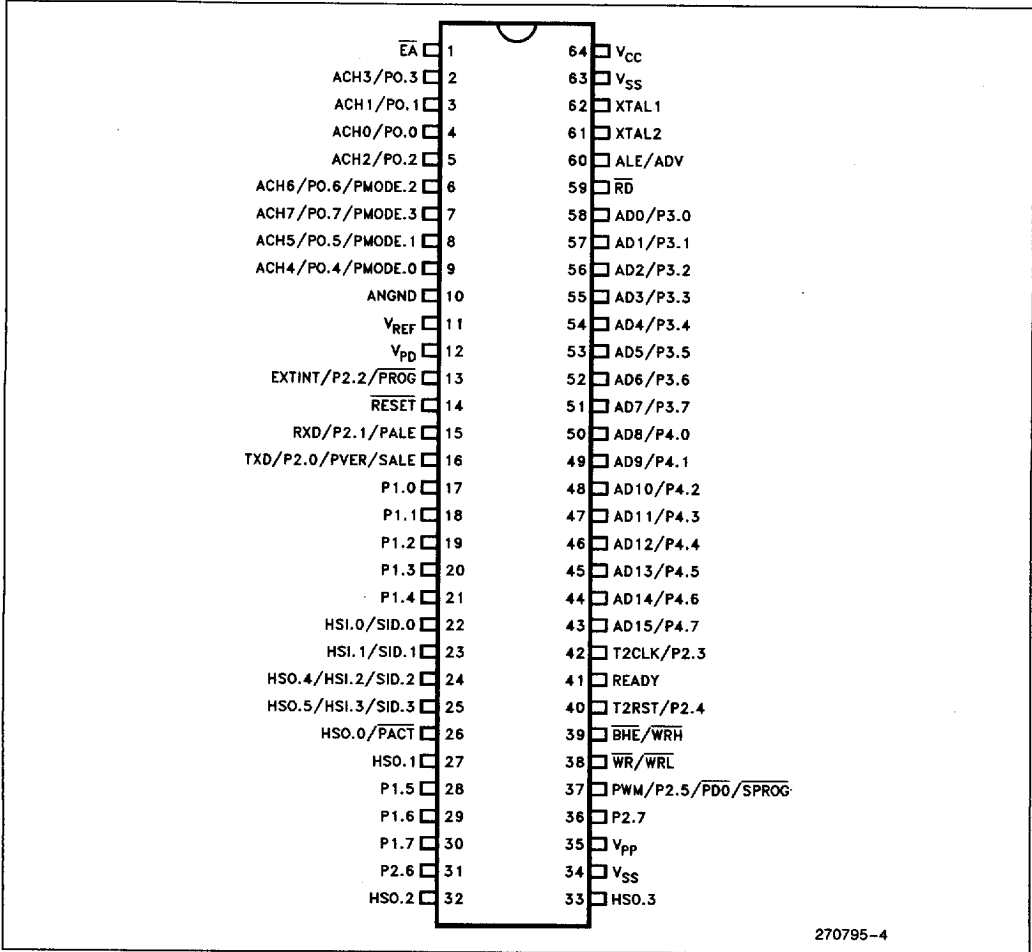 EA 1 64 VCC
ACH3/P0.3 2 63 VSS
ACH1/P0.1 3 62 XTAL1
ACH0/P0.0 4 61 XTAL2
ACH2/P0.2 5 60 ALE/ADV
ACH6/P0.6/PMODE.2 6 59 RD
ACH7/P0.7/PMODE.3 7 58 AD0/P3.0
ACH5/P0.5/PMODE.1 8 57 AD1/P3.1
ACH4/P0.4/PMODE.0 9 56 AD2/P3.2
ANGND 10 55 AD3/P3.3
VREF 11 54 AD4/P3.4
VPD 12 53 AD5/P3.5
EXTINT/P2.2/PROG 13 52 AD6/P3.6
RESET 14 51 AD7/P3.7
RXD/P2.1/PALE 15 50 AD8/P4.0
TXD/P2.0/PVER/SALE 16 49 AD9/P4.1
P1.0 17 48 AD10/P4.2
P1.1 18 47 AD11/P4.3
P1.2 19 46 AD12/P4.4
P1.3 20 45 AD13/P4.5
P1.4 21 44 AD14/P4.6
HSI.0/SID.0 22 43 AD15/P4.7
HSI.1/SID.1 23 42 T2CLK/P2.3
HSO.4/HSI.2/SID.2 24 41 READY
HSO.5/HSI.3/SID.3 25 40 T2RST/P2.4
HSO.0/PACT 26 39 BHE/WRH
HSO.1 27 38 WR/WRL
P1.5 28 37 PWM/P2.5/PDO/SPROG
P1.6 29 36 P2.7
P1.7 30 35 VPP
P2.6 31 34 VSS
HSO.2 32 33 HSO.3
270795-4